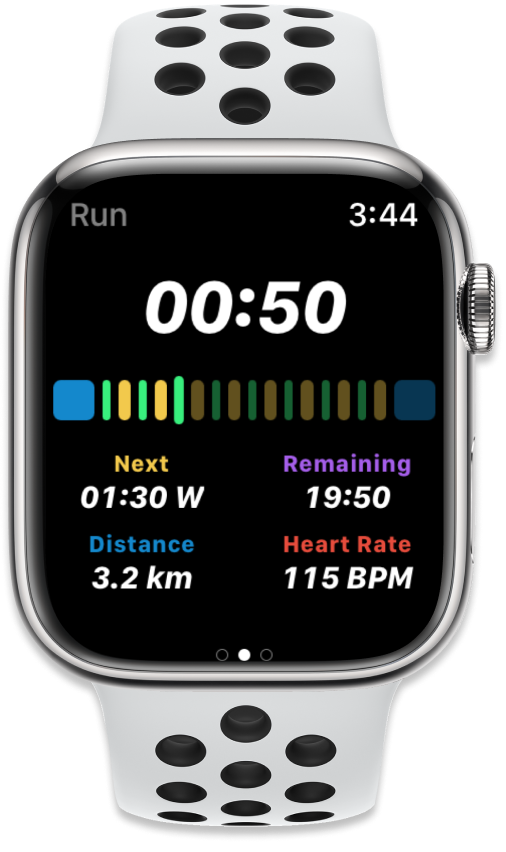 Run 3:44
00:50
Next Remaining
01:30 W 19:50
Distance Heart Rate
3.2 km 115 BPM